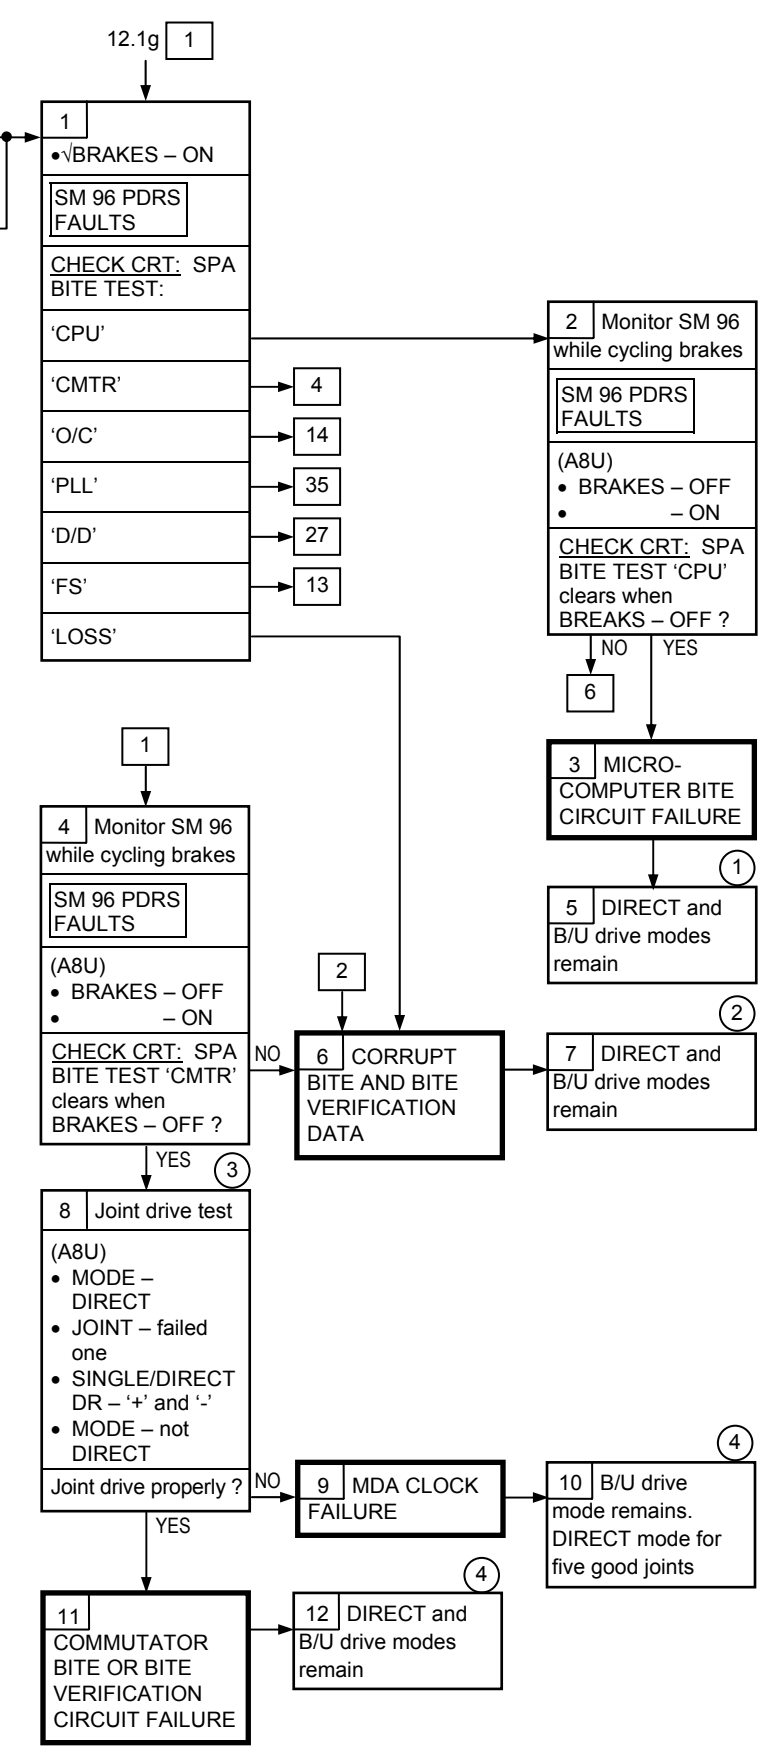 12.1g 1
1
•√BRAKES – ON
SM 96 PDRS
FAULTS
CHECK CRT: SPA
BITE TEST:
‘CPU’
‘CMTR’
4
‘O/C’
14
‘PLL’
35
‘D/D’
27
‘FS’
13
‘LOSS’
2 Monitor SM 96
while cycling brakes
SM 96 PDRS
FAULTS
(A8U)
• BRAKES – OFF
• – ON
CHECK CRT: SPA
BITE TEST ‘CPU’
clears when
BREAKS – OFF ?
NO YES
6
3 MICRO-
COMPUTER BITE
CIRCUIT FAILURE
1
5 DIRECT and
B/U drive modes
remain
1
4 Monitor SM 96
while cycling brakes
SM 96 PDRS
FAULTS
(A8U)
• BRAKES – OFF
• – ON
CHECK CRT: SPA
BITE TEST ‘CMTR’
clears when
BRAKES – OFF ?
NO
YES
2
6 CORRUPT
BITE AND BITE
VERIFICATION
DATA
2
7 DIRECT and
B/U drive modes
remain
3
8 Joint drive test
(A8U)
• MODE –
DIRECT
• JOINT – failed
one
• SINGLE/DIRECT
DR – ‘+’ and ‘-’
• MODE – not
DIRECT
Joint drive properly ?
NO
YES
9 MDA CLOCK
FAILURE
4
10 B/U drive
mode remains.
DIRECT mode for
five good joints
11
COMMUTATOR
BITE OR BITE
VERIFICATION
CIRCUIT FAILURE
4
12 DIRECT and
B/U drive modes
remain